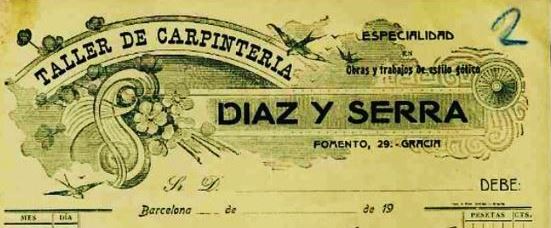 TALLER DE CARPINTERIA
ESPECIALIDAD
EN
Obras y trabajos de estilo gótico
2
DIAZ Y SERRA
FOMENTO, 29.-GRACIA
S. D. DEBE:
Barcelona de de 19
MES DÍA PESETAS CTS.